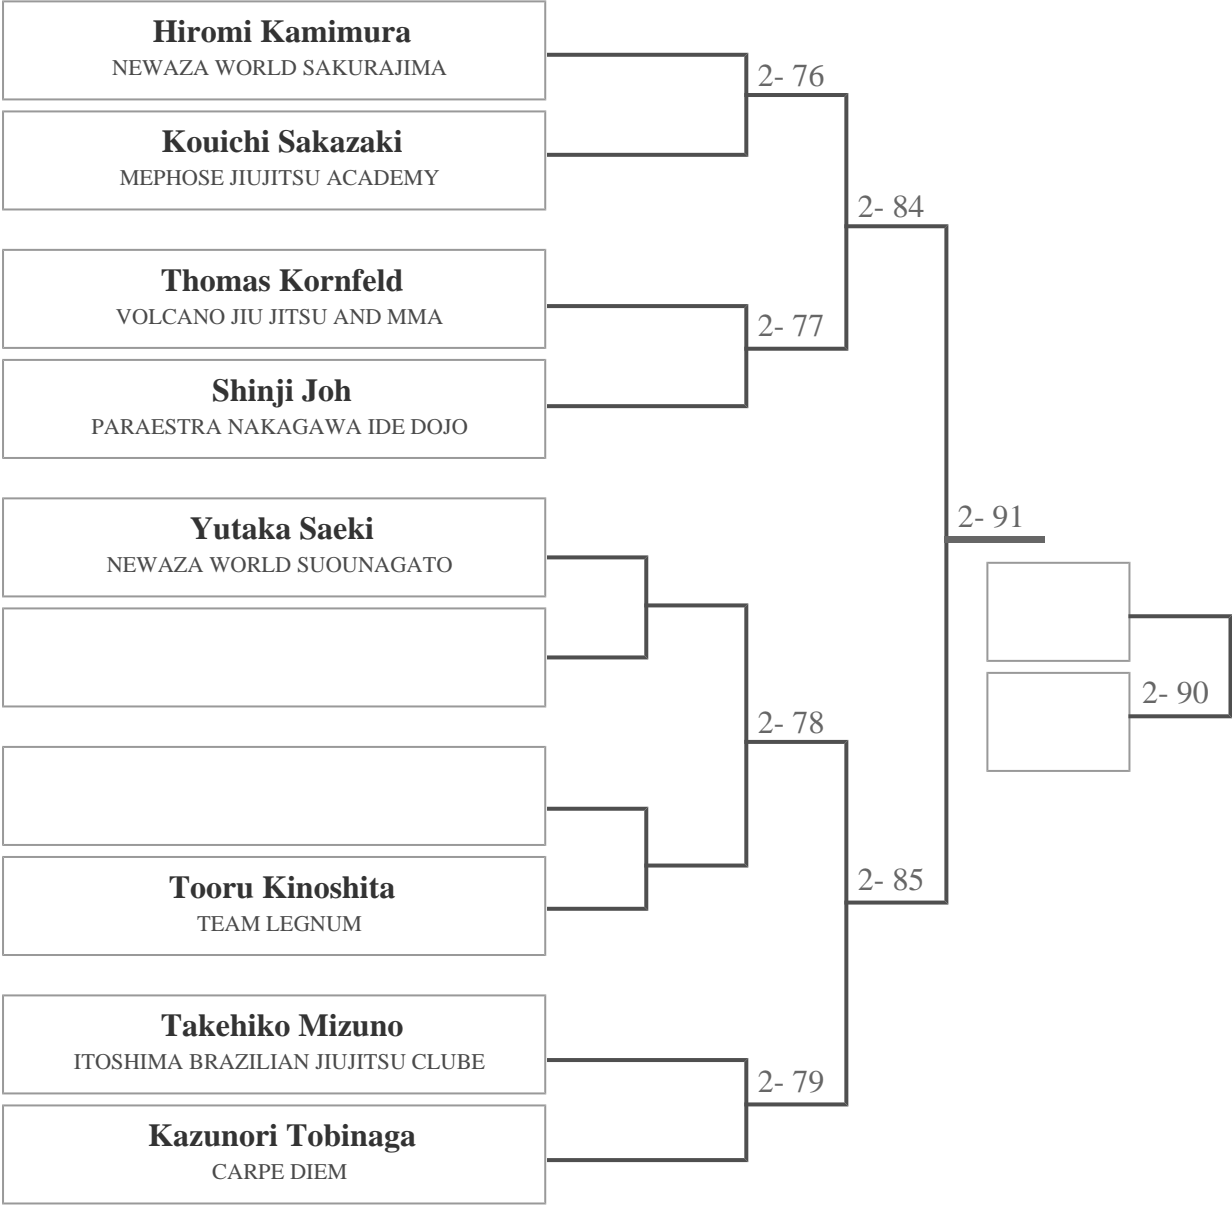 Hiromi Kamimura
NEWAZA WORLD SAKURAJIMA
2- 76
Kouichi Sakazaki
MEPHOSE JIUJITSU ACADEMY
2- 84
Thomas Kornfeld
VOLCANO JIU JITSU AND MMA
2- 77
Shinji Joh
PARAESTRA NAKAGAWA IDE DOJO
2- 91
Yutaka Saeki
NEWAZA WORLD SUOUNAGATO
2- 90
2- 78
Tooru Kinoshita
TEAM LEGNUM
2- 85
Takehiko Mizuno
ITOSHIMA BRAZILIAN JIUJITSU CLUBE
2- 79
Kazunori Tobinaga
CARPE DIEM